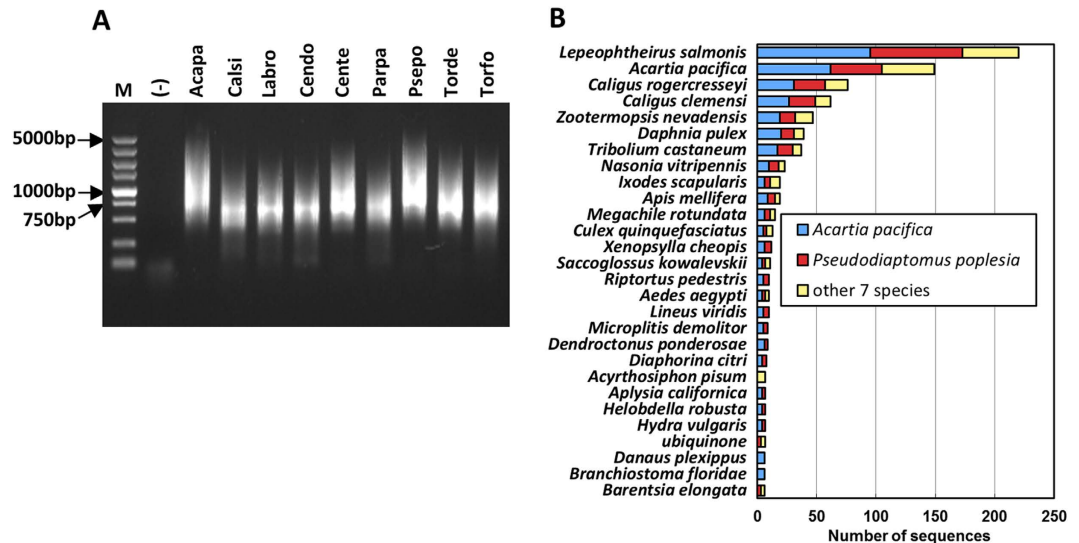 A
M
(-)
Acapa
Calsi
Labro
Cendo
Cente
Parpa
Psepo
Torde
Torfo
5000bp
1000bp
750bp
B
Lepeophtheirus salmonis
Acartia pacifica
Caligus rogercresseyi
Caligus clemensi
Zootermopsis nevadensis
Daphnia pulex
Tribolium castaneum
Nasonia vitripennis
Ixodes scapularis
Apis mellifera
Megachile rotundata
Culex quinquefasciatus
Xenopsylla cheopis
Saccoglossus kowalevskii
Riptortus pedestris
Aedes aegypti
Lineus viridis
Microplitis demolitor
Dendroctonus ponderosae
Diaphorina citri
Acyrthosiphon pisum
Aplysia californica
Helobdella robusta
Hydra vulgaris
ubiquinone
Danaus plexippus
Branchiostoma floridae
Barentsia elongata
Acartia pacifica
Pseudodiaptomus poplesia
other 7 species
0 50 100 150 200 250
Number of sequences